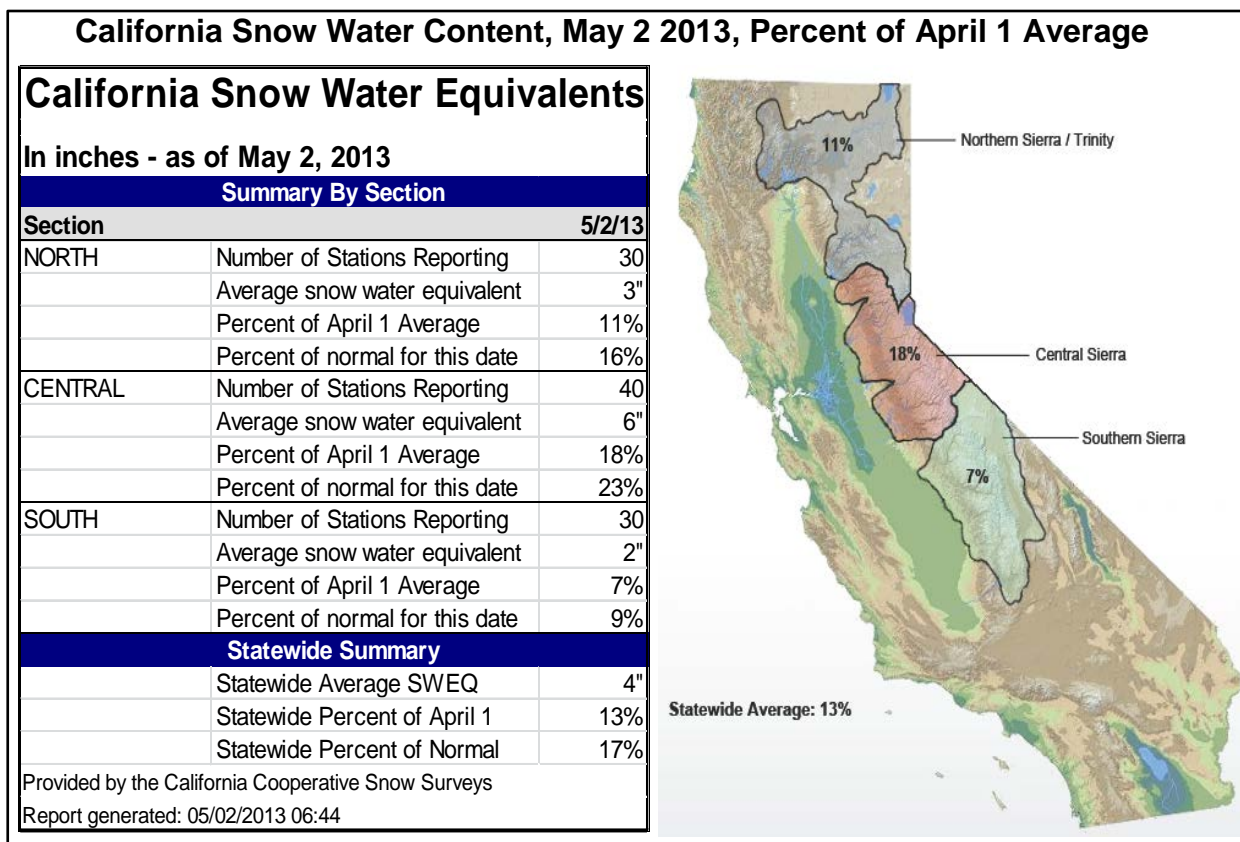 California Snow Water Content, May 2 2013, Percent of April 1 Average
California Snow Water Equivalents
In inches - as of May 2, 2013
Summary By Section
Section 5/2/13
NORTH Number of Stations Reporting 30
Average snow water equivalent 3"
Percent of April 1 Average 11%
Percent of normal for this date 16%
CENTRAL Number of Stations Reporting 40
Average snow water equivalent 6"
Percent of April 1 Average 18%
Percent of normal for this date 23%
SOUTH Number of Stations Reporting 30
Average snow water equivalent 2"
Percent of April 1 Average 7%
Percent of normal for this date 9%
Statewide Summary
Statewide Average SWEQ 4"
Statewide Percent of April 1 13%
Statewide Percent of Normal 17%
Provided by the California Cooperative Snow Surveys
Report generated: 05/02/2013 06:44
11%
Northern Sierra / Trinity
18%
Central Sierra
Southern Sierra
7%
Statewide Average: 13%